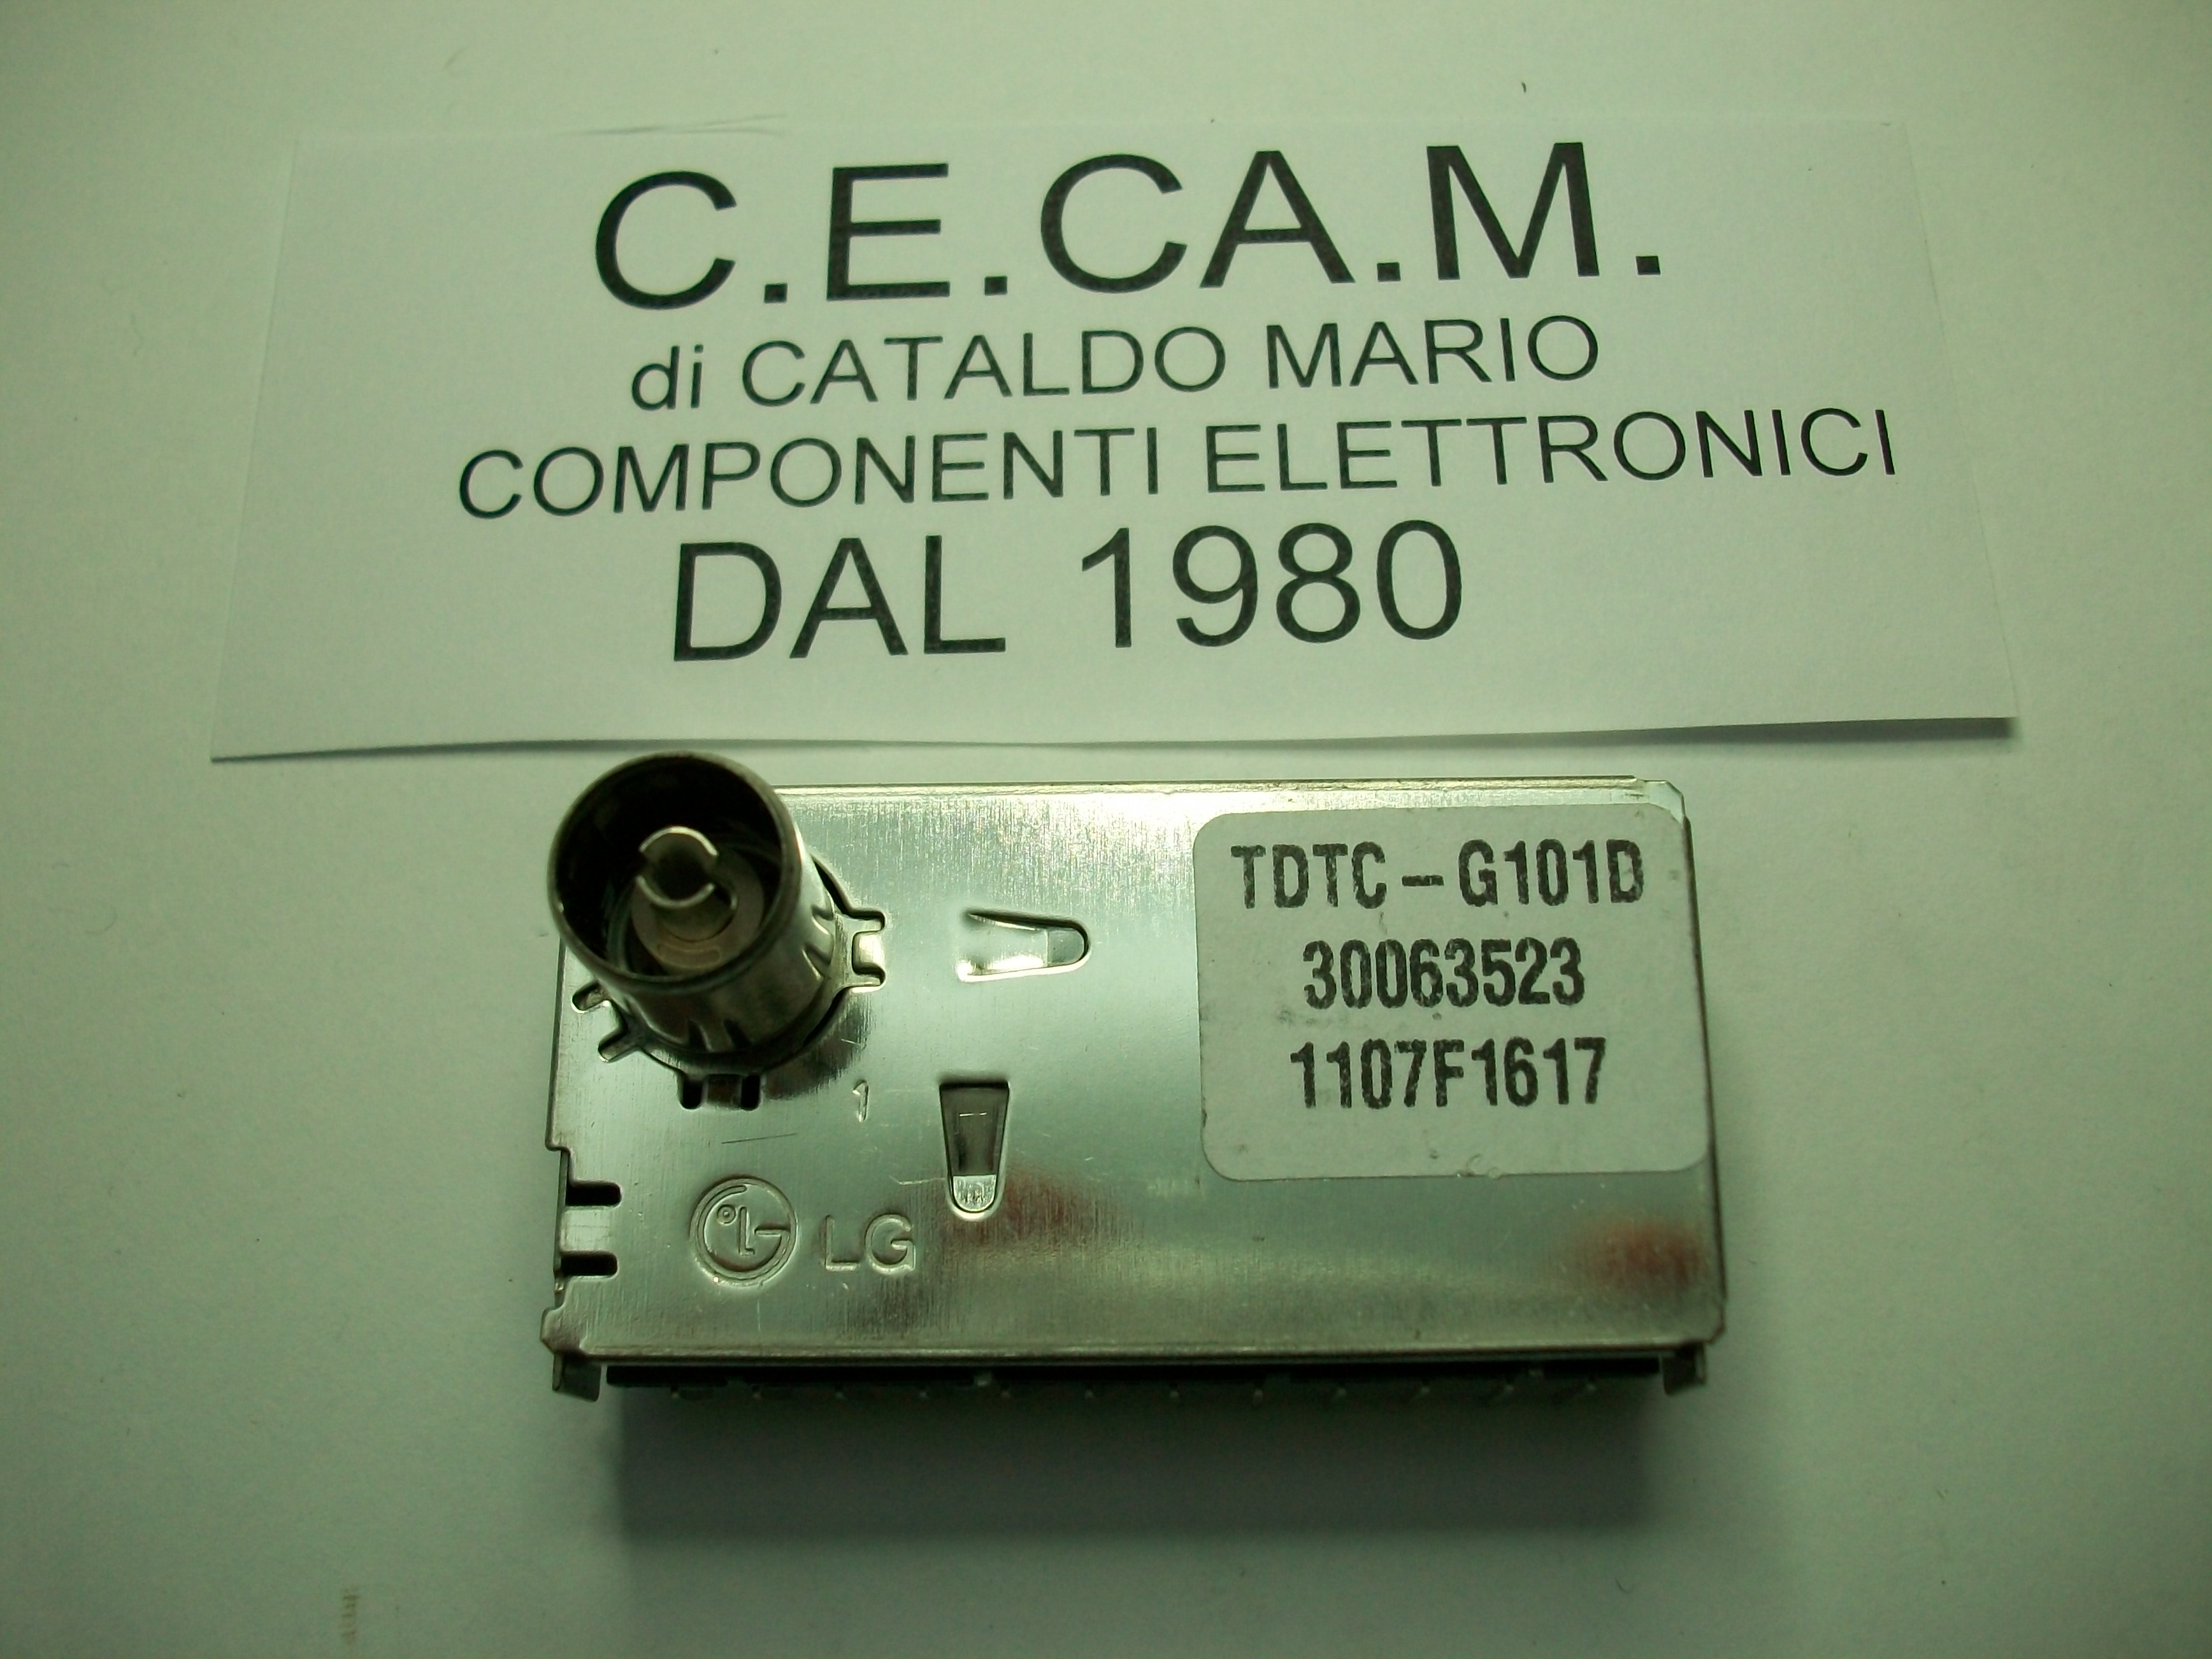 C.E.CA.M.
di CATALDO MARIO
COMPONENTI ELETTRONICI
DAL 1980
TDTC-G101D
30063523
1107F1617
1
LG